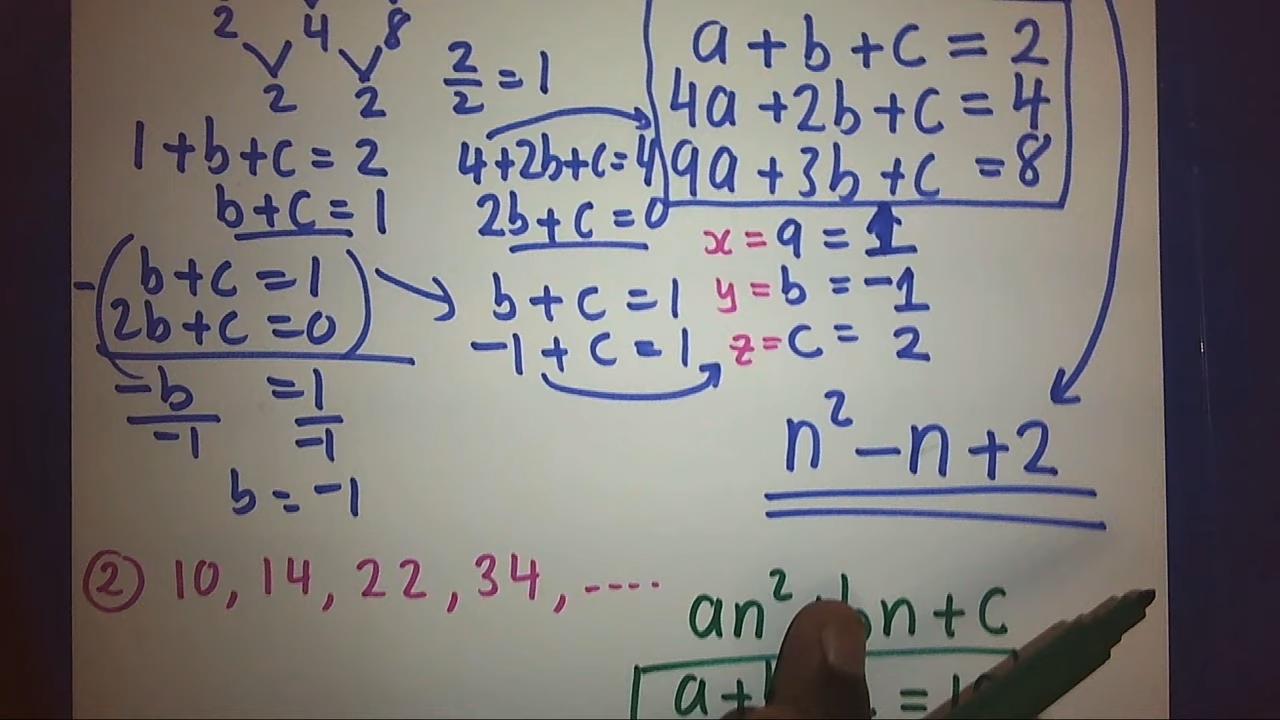 2 4 8
2 2
2/2 = 1
1 + b + c = 2
b + c = 1
-(b + c = 1
2b + c = 0)
-b = 1
-1 -1
b = -1
4 + 2b + c = 4
2b + c = 0
b + c = 1
-1 + c = 1
a + b + c = 2
4a + 2b + c = 4
9a + 3b + c = 8
x = a = 1
y = b = -1
z = c = 2
n² - n + 2
② 10, 14, 22, 34, ....
an² bn + c
a + = 1